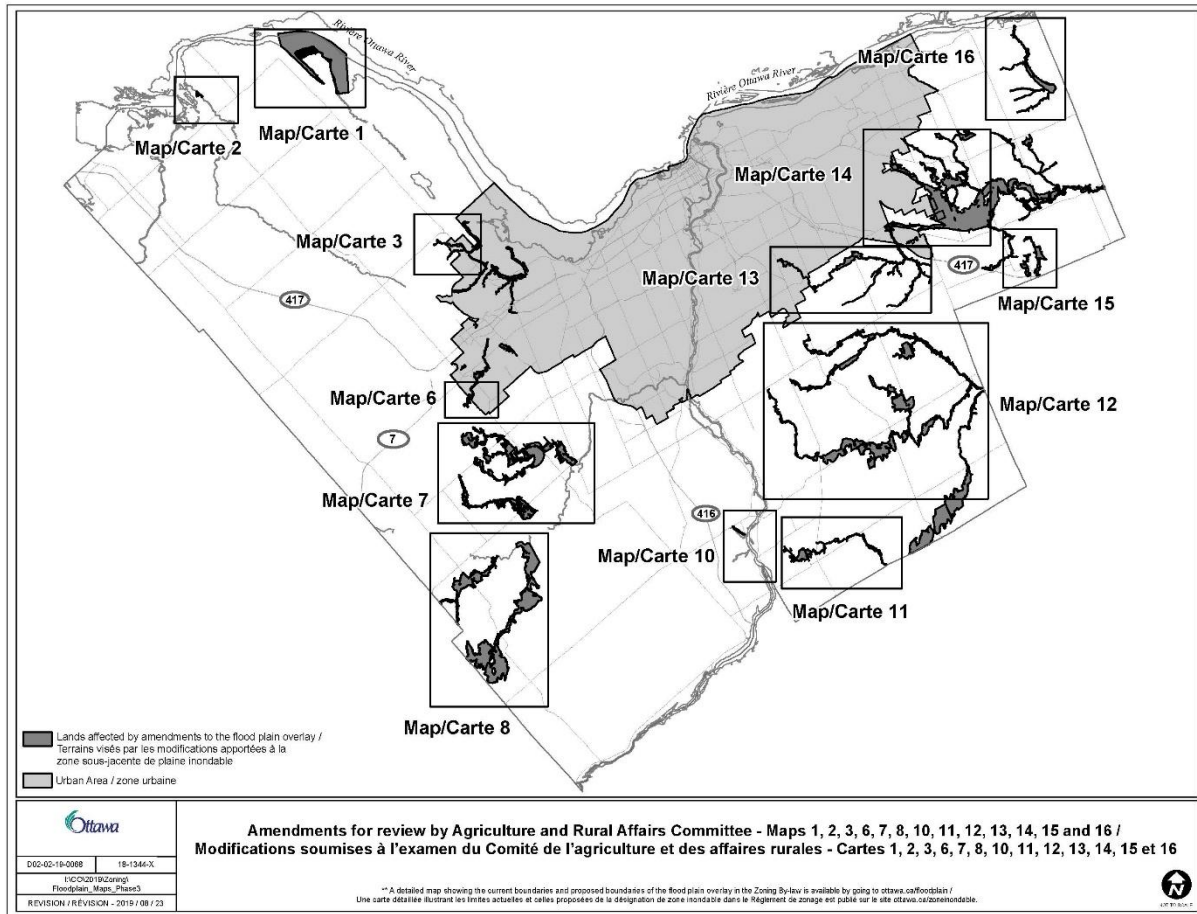 Rivière Ottawa River
Map/Carte 16
Rivière Ottawa River
Map/Carte 1
Map/Carte 2
Map/Carte 14
Map/Carte 3
Map/Carte 13
417
417
Map/Carte 15
Map/Carte 6
Map/Carte 12
7
Map/Carte 7
416
Map/Carte 10
Map/Carte 11
Map/Carte 8
Lands affected by amendments to the flood plain overlay /
Terrains visés par les modifications apportées à la
zone sous-jacente de plaine inondable
Urban Area / zone urbaine
Ottawa
D02-02-19-0068
18-1344-X
I:\CO\2019\Zoning\
Floodplain_Maps_Phase3
REVISION / RÉVISION - 2019 / 08 / 23
Amendments for review by Agriculture and Rural Affairs Committee - Maps 1, 2, 3, 6, 7, 8, 10, 11, 12, 13, 14, 15 and 16 /
Modifications soumises à l'examen du Comité de l'agriculture et des affaires rurales - Cartes 1, 2, 3, 6, 7, 8, 10, 11, 12, 13, 14, 15 et 16
** A detailed map showing the current boundaries and proposed boundaries of the flood plain overlay in the Zoning By-law is available by going to ottawa.ca/floodplain /
Une carte détaillée illustrant les limites actuelles et celles proposées de la désignation de zone inondable dans le Règlement de zonage est publié sur le site ottawa.ca/zoneinondable.
N
NOT TO SCALE